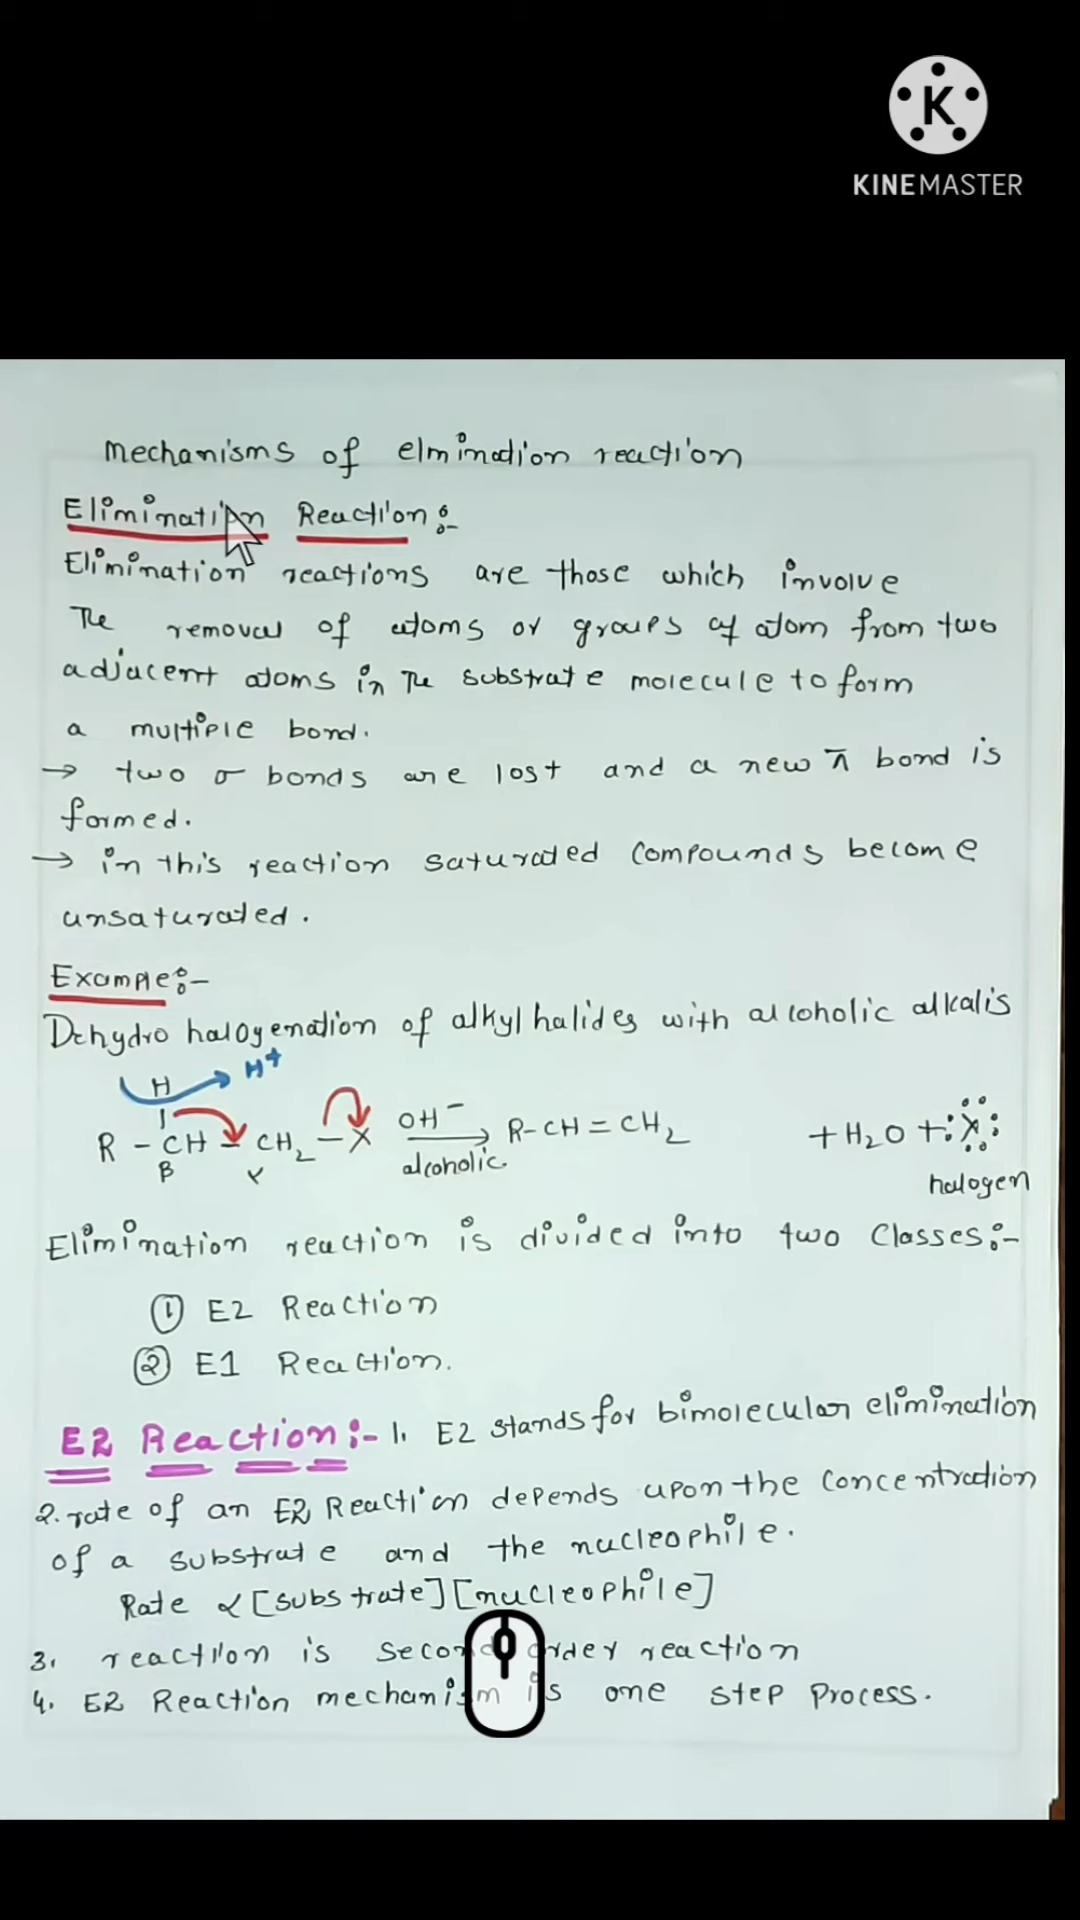 K
KINEMASTER
Mechanisms of elmination reaction
Elimination Reaction :-
Elimination reactions are those which involve
The removal of atoms or groups of atom from two
adjacent atoms in The substrate molecule to form
a multiple bond.
→ two σ bonds are lost and a new π bond is
formed.
→ in this reaction saturated compounds become
unsaturated.
Example:-
Dehydro halogenation of alkyl halides with alcoholic alkalis
H → H+
R - CH - CH2 - X OH⁻ → R-CH=CH2 + H2O + :X:
β α alcoholic
halogen
Elimination reaction is divided into two Classes:-
① E2 Reaction
② E1 Reaction.
E2 Reaction:- 1. E2 stands for bimolecular elimination
2. rate of an E2 Reaction depends upon the concentration
of a substrate and the nucleophile.
Rate ∝ [substrate][nucleophile]
3. reaction is second order reaction
4. E2 Reaction mechanism is one step process.